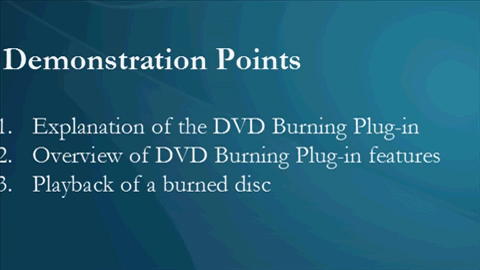 Demonstration Points
1. Explanation of the DVD Burning Plug-in
2. Overview of DVD Burning Plug-in features
3. Playback of a burned disc